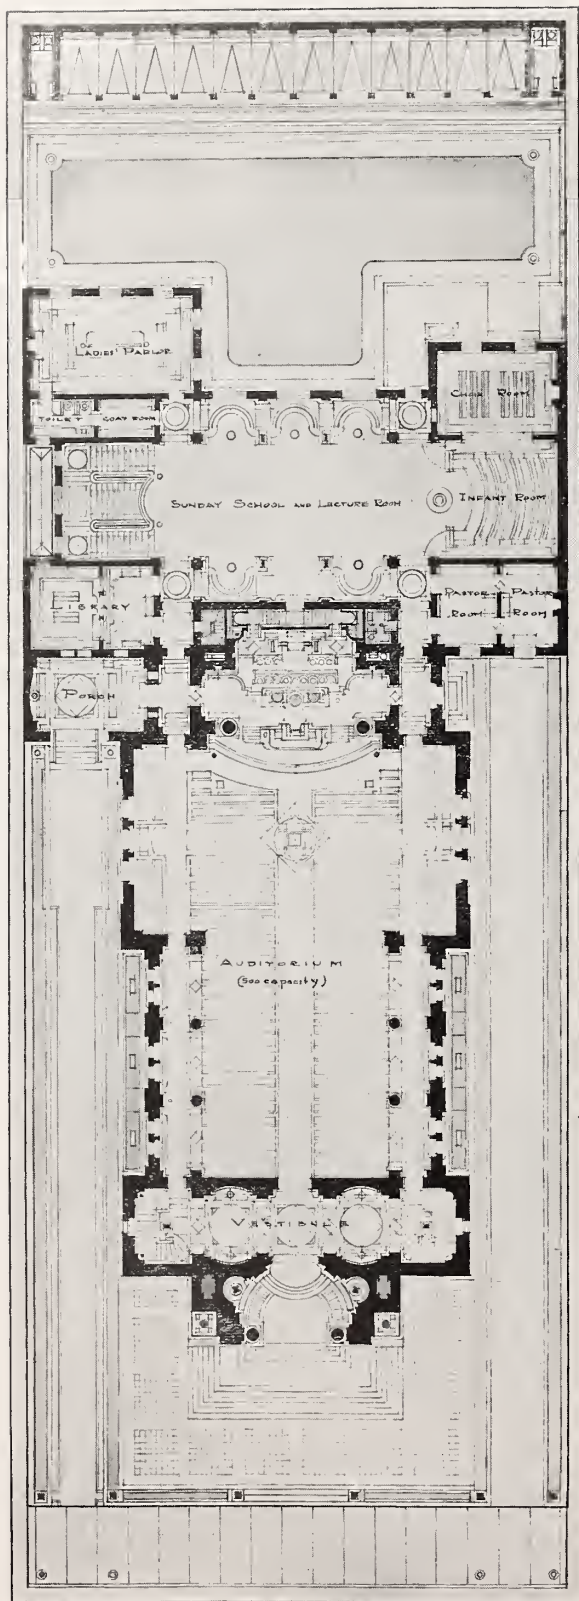 LADIES' PARLOR
TOILET
COAT ROOM
CHOIR ROOM
SUNDAY SCHOOL AND LECTURE ROOM
INFANT ROOM
LIBRARY
PASTOR
ROOM
PASTOR
ROOM
PORCH
AUDITORIUM
(500 capacity)
VESTIBULE